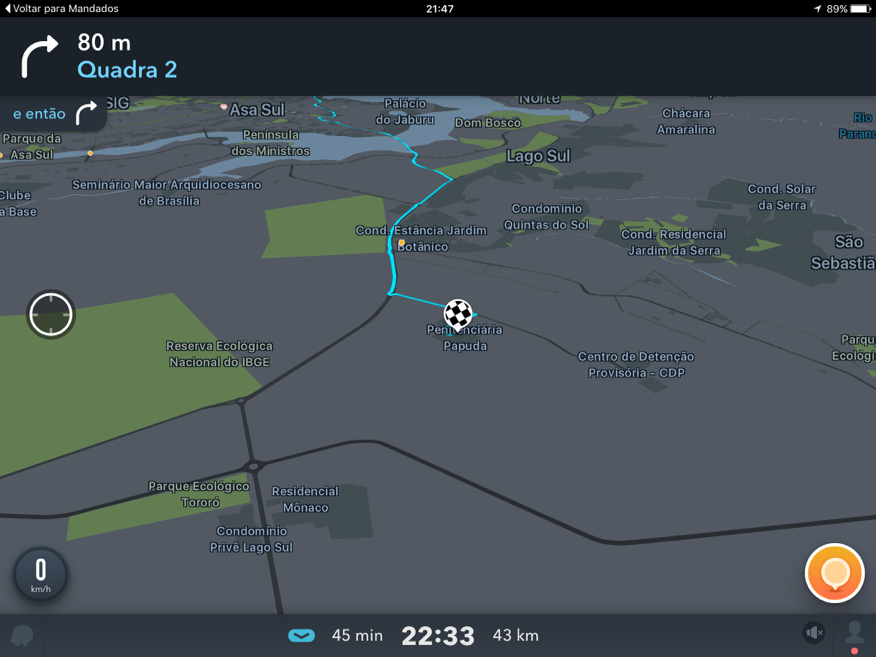 Voltar para Mandados
21:47
89%
80 m
Quadra 2
e então
SIG
Asa Sul
Palácio
do Jaburu
Norte
Dom Bosco
Chácara
Amaralina
Rio
Parano
Parque da
Asa Sul
Península
dos Ministros
Lago Sul
Clube
a Base
Seminário Maior Arquidiocesano
de Brasília
Cond. Solar
da Serra
Cond. Estância Jardim
Botânico
Condominio
Quintas do Sol
Cond. Residencial
Jardim da Serra
São
Sebastiã
Penitenciária
Papuda
Reserva Ecológica
Nacional do IBGE
Centro de Detenção
Provisória - CDP
Parqu
Ecológi
Parque Ecológico
Tororó
Residencial
Mônaco
Condomínio
Privê Lago Sul
0
km/h
45 min
22:33
43 km